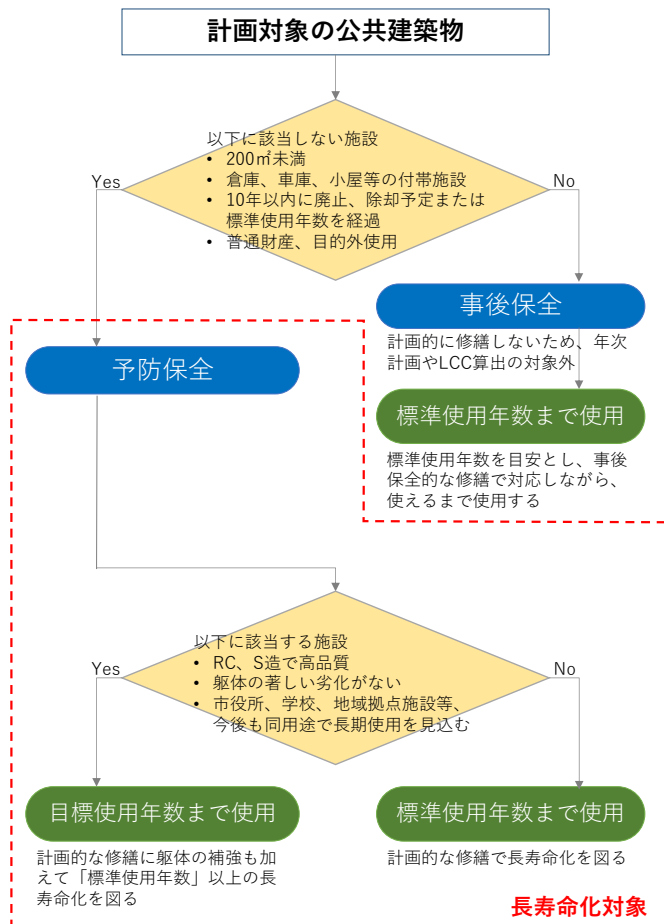 計画対象の公共建築物
以下に該当しない施設
• 200㎡未満
• 倉庫、車庫、小屋等の付帯施設
• 10年以内に廃止、除却予定または
標準使用年数を経過
• 普通財産、目的外使用
Yes
No
事後保全
計画的に修繕しないため、年次
計画やLCC算出の対象外
予防保全
標準使用年数まで使用
標準使用年数を目安とし、事後
保全的な修繕で対応しながら、
使えるまで使用する
以下に該当する施設
• RC、S造で高品質
• 躯体の著しい劣化がない
• 市役所、学校、地域拠点施設等、
今後も同用途で長期使用を見込む
Yes
No
目標使用年数まで使用
計画的な修繕に躯体の補強も加
えて「標準使用年数」以上の長
寿命化を図る
標準使用年数まで使用
計画的な修繕で長寿命化を図る
長寿命化対象